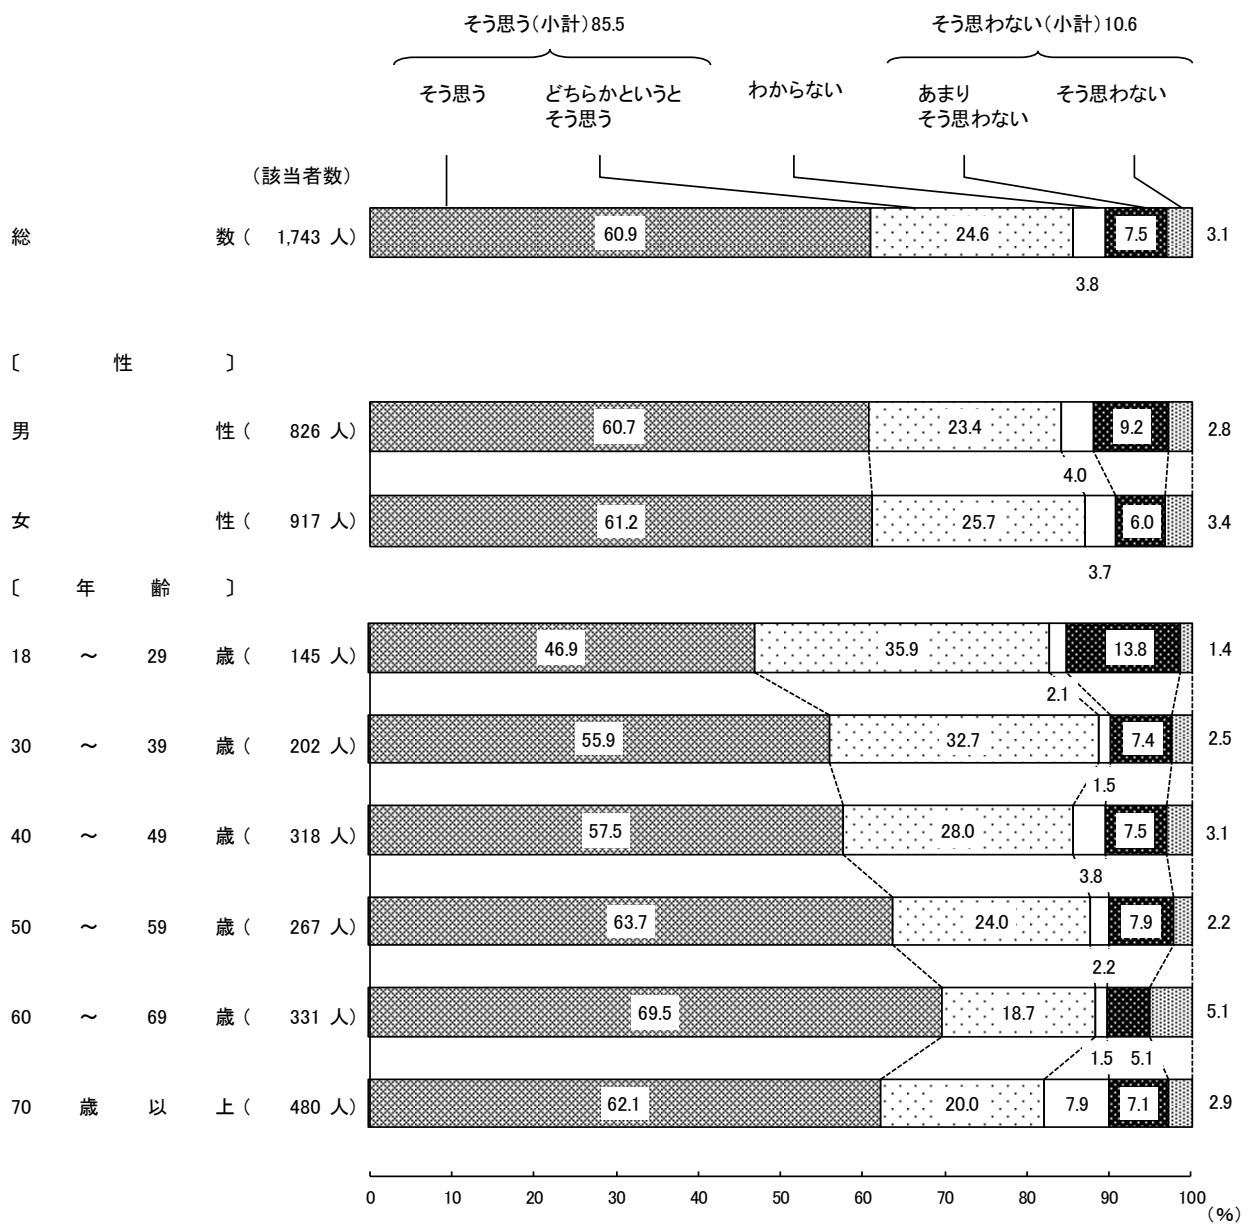 そう思う(小計)85.5 そう思わない(小計)10.6
そう思う どちらかというと わからない あまり そう思わない
そう思う そう思わない
(該当者数)
総 数( 1,743 人) 60.9 24.6 7.5 3.1
3.8
〔 性 〕
男 性( 826 人) 60.7 23.4 9.2 2.8
4.0
女 性( 917 人) 61.2 25.7 6.0 3.4
3.7
〔 年 齢 〕
18 ~ 29 歳( 145 人) 46.9 35.9 13.8 1.4
2.1
30 ~ 39 歳( 202 人) 55.9 32.7 7.4 2.5
1.5
40 ~ 49 歳( 318 人) 57.5 28.0 7.5 3.1
3.8
50 ~ 59 歳( 267 人) 63.7 24.0 7.9 2.2
2.2
60 ~ 69 歳( 331 人) 69.5 18.7 5.1
1.5 5.1
70 歳 以 上( 480 人) 62.1 20.0 7.9 7.1 2.9
0 10 20 30 40 50 60 70 80 90 100
(%)